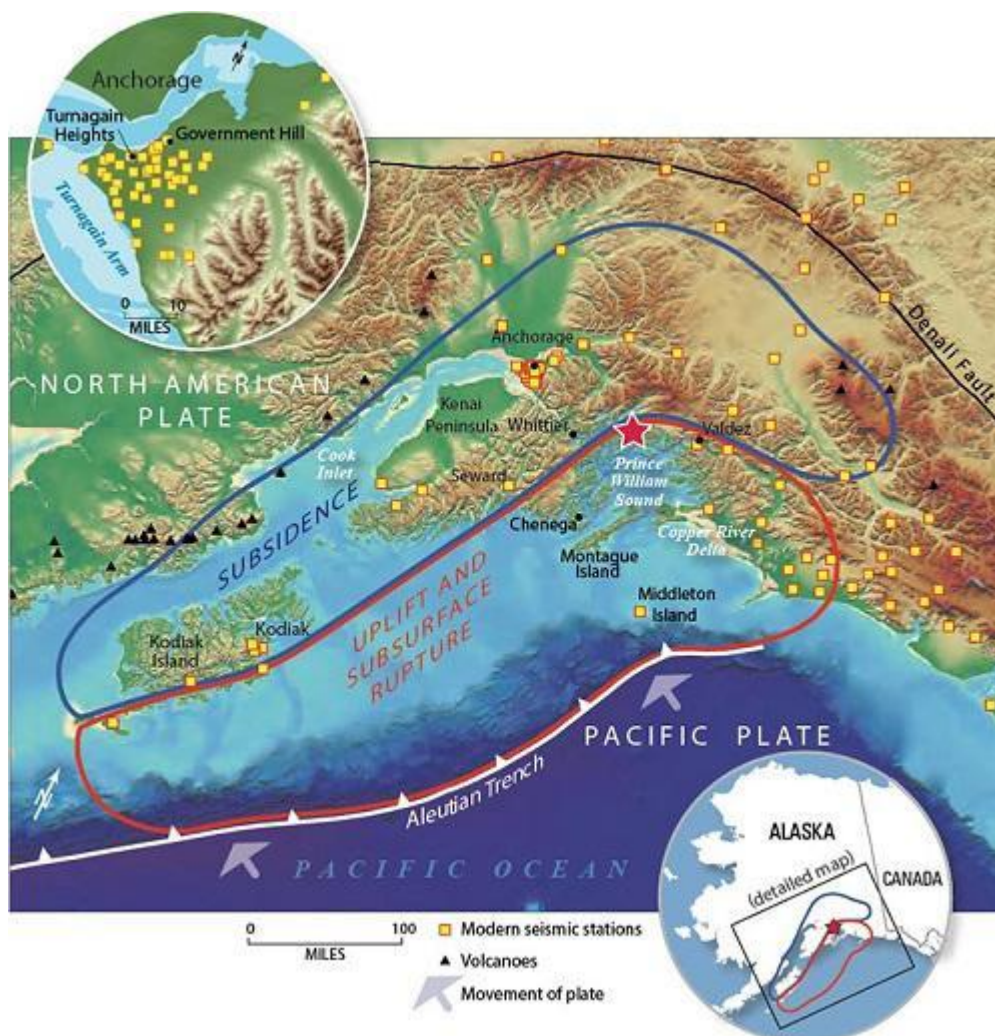 Anchorage
Turnagain
Heights
Government Hill
Turnagain Arm
0 10
MILES
N
Denali Fault
NORTH AMERICAN
PLATE
Anchorage
Kenai
Peninsula
Whittier
Valdez
Cook
Inlet
Seward
Prince
William
Sound
SUBSIDENCE
Chenega
Copper River
Delta
Montague
Island
UPLIFT AND
SUBSURFACE
RUPTURE
Middleton
Island
Kodiak
Kodiak
Island
PACIFIC PLATE
Aleutian Trench
N
PACIFIC OCEAN
ALASKA
(detailed map)
CANADA
0 100
MILES
Modern seismic stations
Volcanoes
Movement of plate